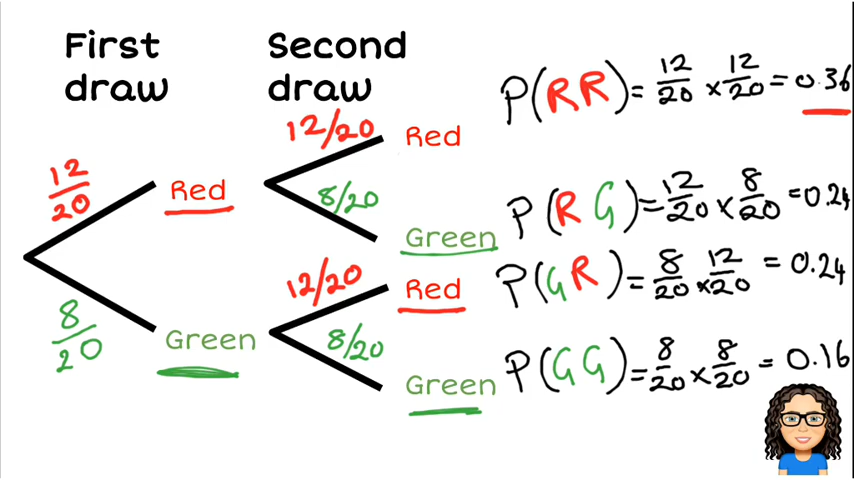 First draw
Second draw
12/20
Red
8/20
Green
12/20
Red
8/20
Green
12/20
Red
8/20
Green
P(RR) = 12/20 × 12/20 = 0.36
P(RG) = 12/20 × 8/20 = 0.24
P(GR) = 8/20 × 12/20 = 0.24
P(GG) = 8/20 × 8/20 = 0.16